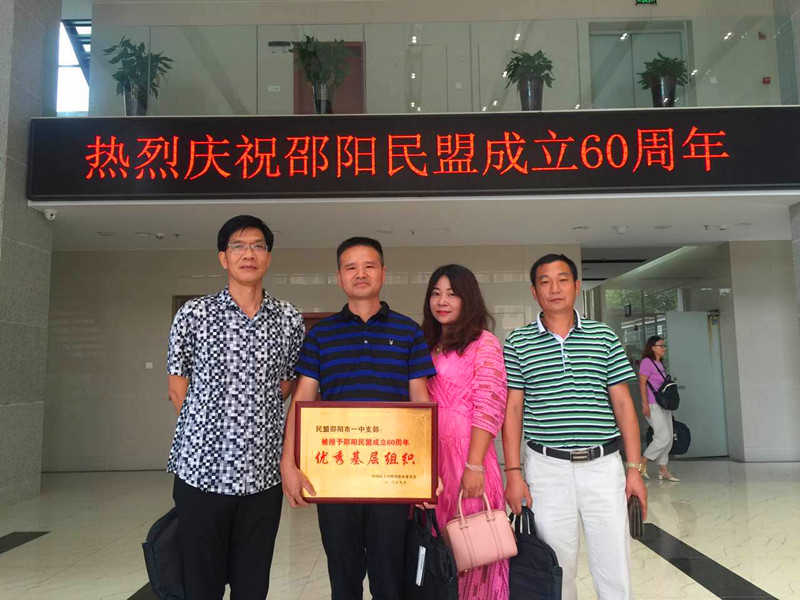 热烈庆祝邵阳民盟成立60周年
民盟邵阳市一中支部：
被授予邵阳民盟成立60周年
优秀基层组织